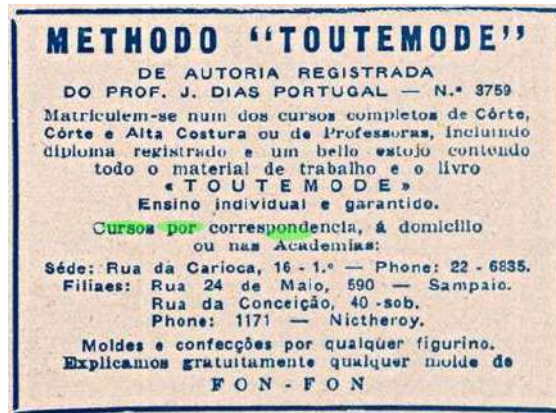 METHODO "TOUTEMODE"
DE AUTORIA REGISTRADA
DO PROF. J. DIAS PORTUGAL — N.º 3759
Matriculem-se num dos cursos completos de Córte,
Córte e Alta Costura ou de Professoras, incluindo
diploma registrado e um bello estojo contendo
todo o material de trabalho e o livro
«TOUTEMODE»
Ensino individual e garantido.
Cursos por correspondencia, á domicilio
ou nas Academias:
Séde: Rua da Carioca, 16 - 1.º — Phone: 22 - 6835.
Filiaes: Rua 24 de Maio, 590 — Sampaio.
Rua da Conceição, 40 -sob.
Phone: 1171 — Nictheroy.
Moldes e confecções por qualquer figurino.
Explicamos gratuitamente qualquer molde de
FON-FON